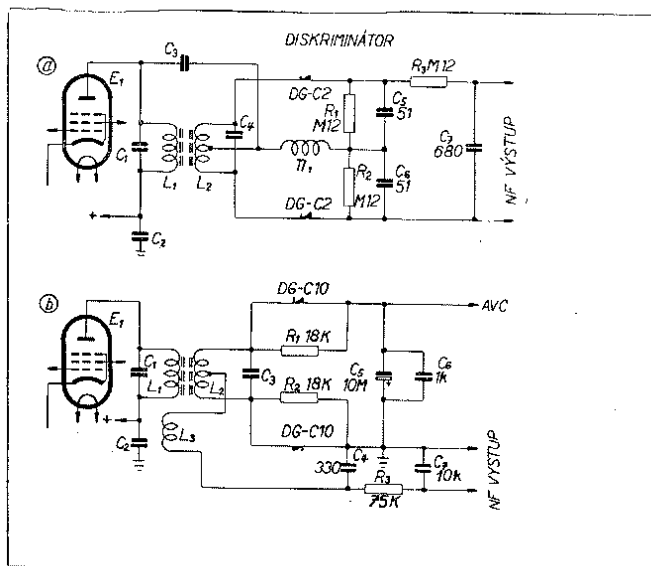 DISKRIMINÁTOR
a
E1
C3
C1
L1
L2
C4
DG-C2
R1
M12
Tl1
R2
M12
DG-C2
C5
51
C6
51
R3 M12
C7
680
NF VÝSTUP
+
C2
b
E1
C1
L1
L2
+
C2
L3
DG-C10
R1 18K
C3
R2 18K
DG-C10
C4
330
C5
10M
C6
1k
R3
75K
C7
10k
AVC
NF VÝSTUP